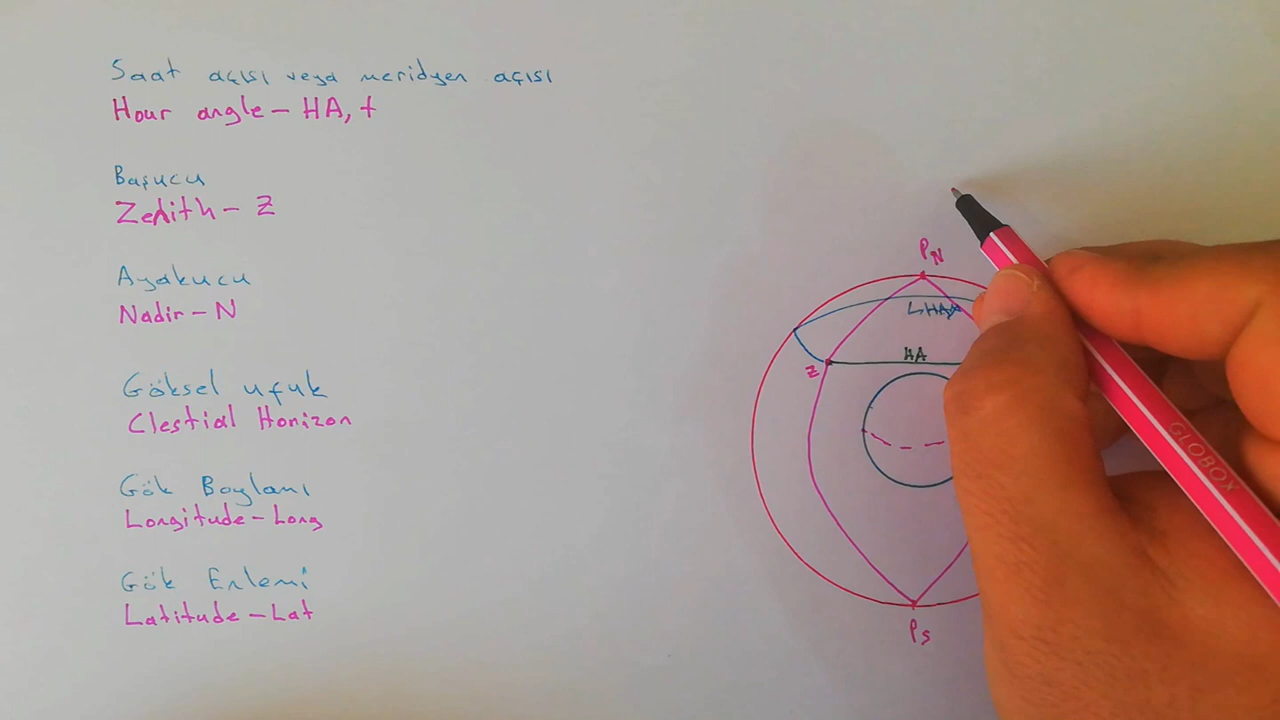 Saat açısı veya meridyen açısı
Hour angle - HA, t
Başucu
Zenith - Z
Ayakucu
Nadir - N
Göksel ufuk
Clestial Horizon
Gök Boylamı
Longitude - Long
Gök Enlemi
Latitude - Lat
PN
LHA
HA
Z
Ps
GLOBOX